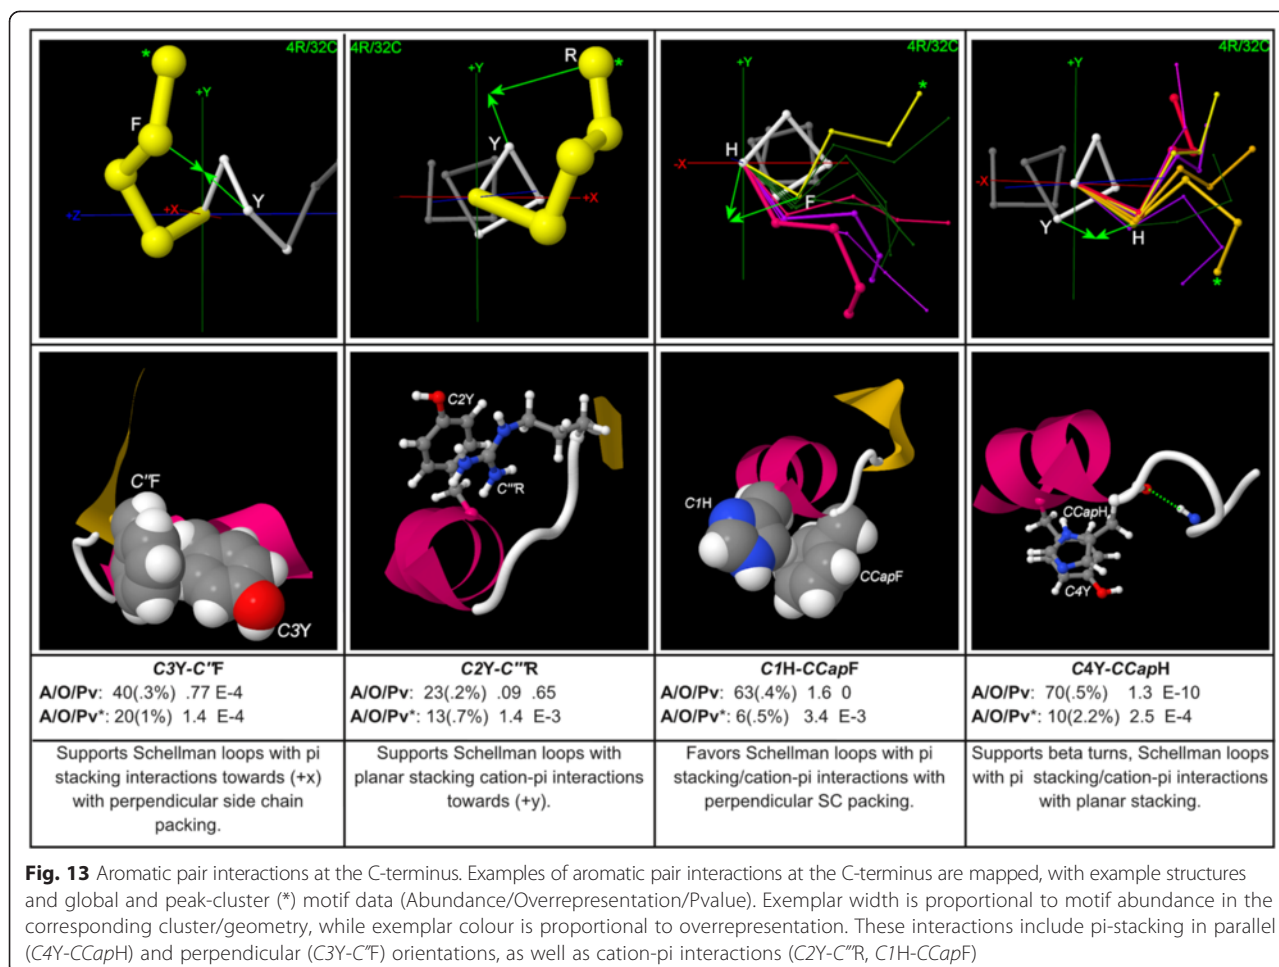 4R/32C
*
+Y
F
Y
+Z
+X
4R/32C
+Y
R
*
Y
+X
4R/32C
+Y
*
H
-X
F
4R/32C
+Y
-X
Y
H
*
C"F
C3Y
C2Y
C'"R
C1H
CCapF
CCapH
C4Y
C3Y-C"F
A/O/Pv: 40(.3%) .77 E-4
A/O/Pv*: 20(1%) 1.4 E-4
C2Y-C'"R
A/O/Pv: 23(.2%) .09 .65
A/O/Pv*: 13(.7%) 1.4 E-3
C1H-CCapF
A/O/Pv: 63(.4%) 1.6 0
A/O/Pv*: 6(.5%) 3.4 E-3
C4Y-CCapH
A/O/Pv: 70(.5%) 1.3 E-10
A/O/Pv*: 10(2.2%) 2.5 E-4
Supports Schellman loops with pi
stacking interactions towards (+x)
with perpendicular side chain
packing.
Supports Schellman loops with
planar stacking cation-pi interactions
towards (+y).
Favors Schellman loops with pi
stacking/cation-pi interactions with
perpendicular SC packing.
Supports beta turns, Schellman loops
with pi stacking/cation-pi interactions
with planar stacking.
Fig. 13 Aromatic pair interactions at the C-terminus. Examples of aromatic pair interactions at the C-terminus are mapped, with example structures
and global and peak-cluster (*) motif data (Abundance/Overrepresentation/Pvalue). Exemplar width is proportional to motif abundance in the
corresponding cluster/geometry, while exemplar colour is proportional to overrepresentation. These interactions include pi-stacking in parallel
(C4Y-CCapH) and perpendicular (C3Y-C"F) orientations, as well as cation-pi interactions (C2Y-C'"R, C1H-CCapF)